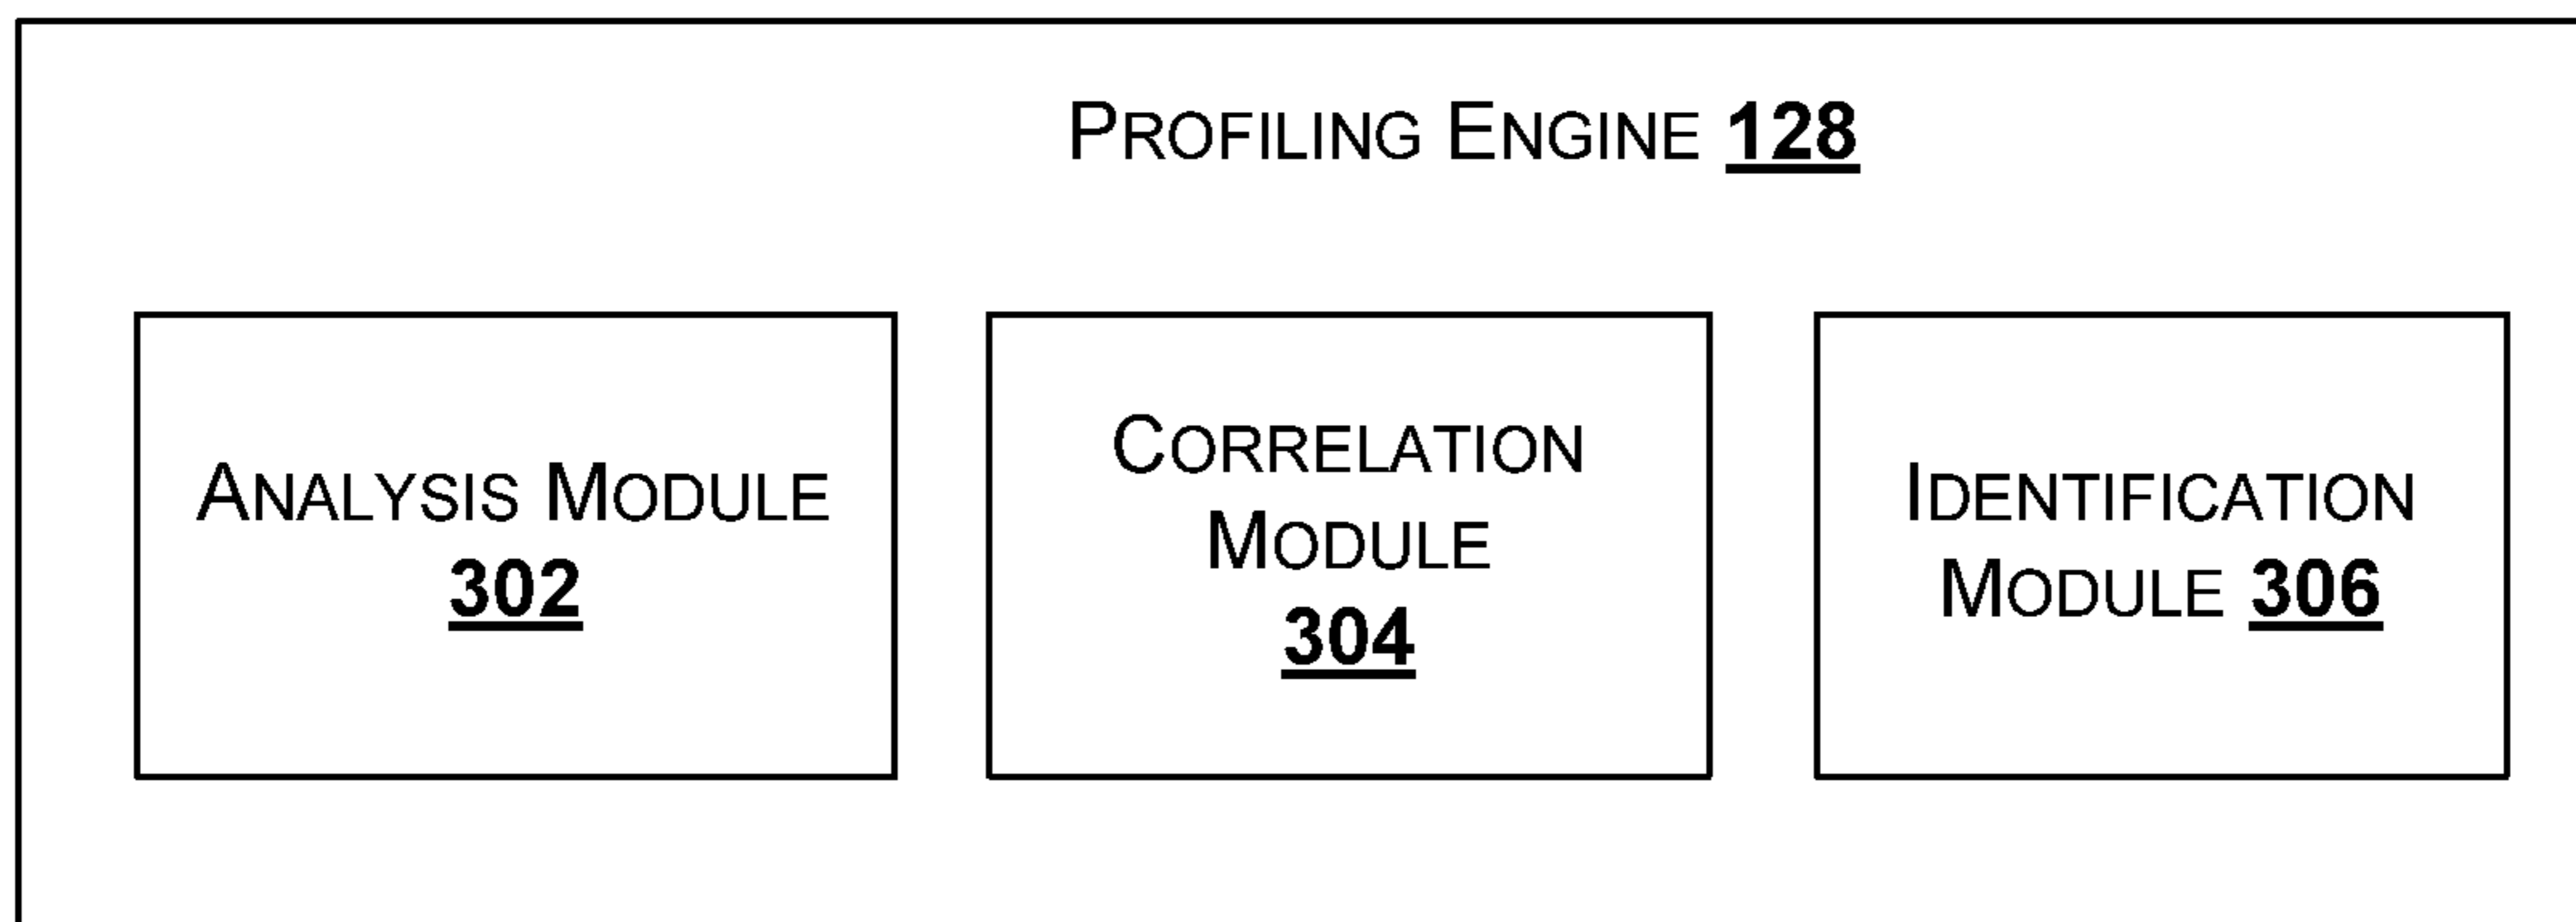 PROFILING ENGINE 128
ANALYSIS MODULE
302
CORRELATION
MODULE
304
IDENTIFICATION
MODULE 306